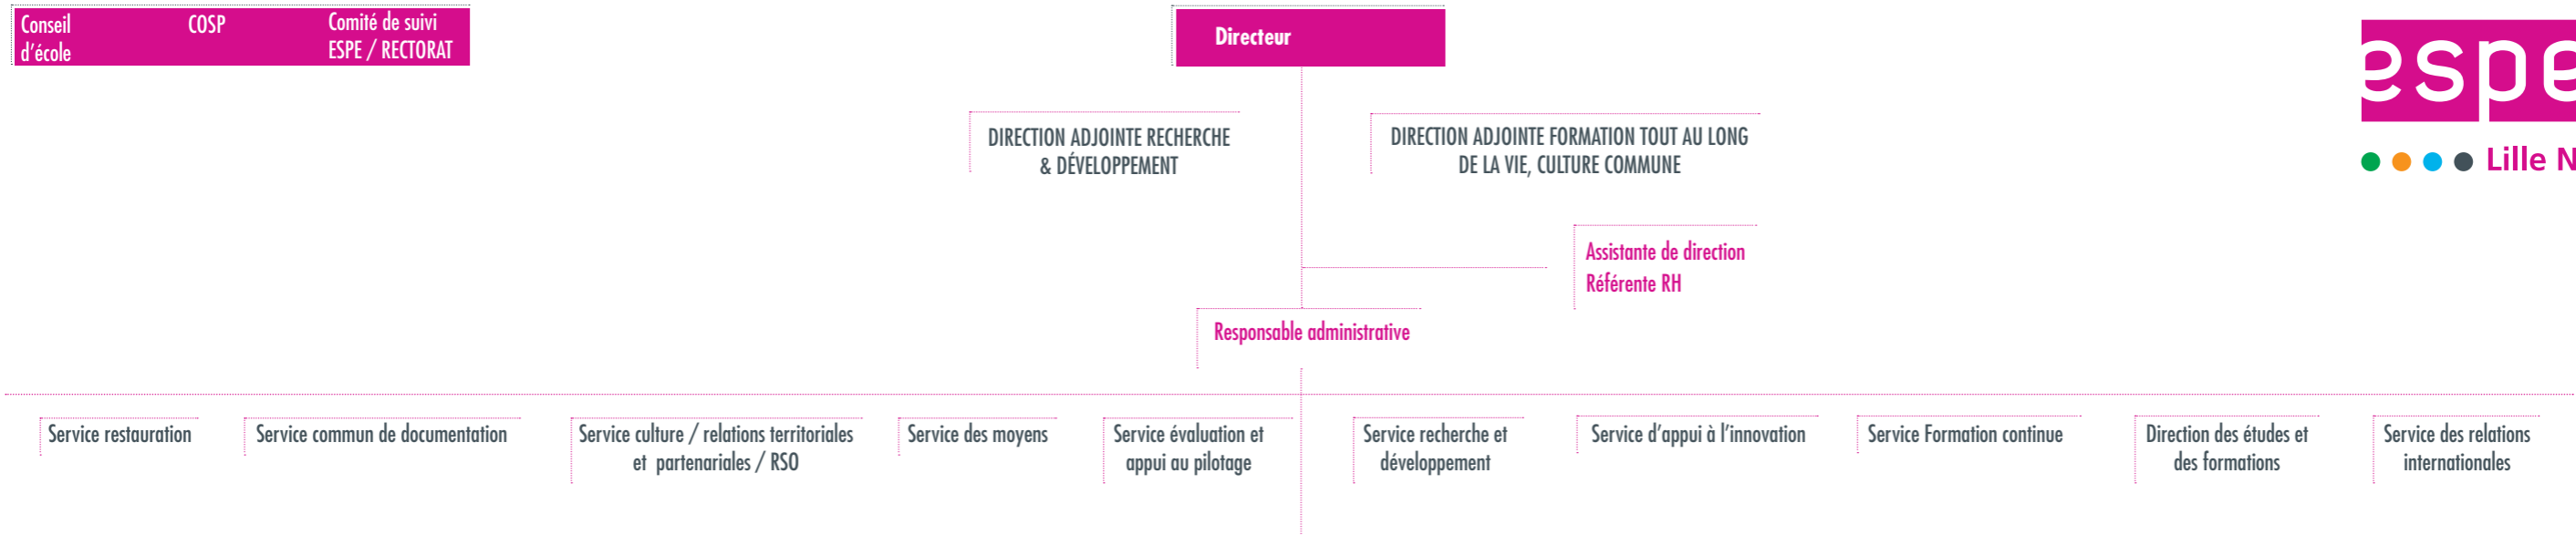 Conseil
d'école
COSP
Comité de suivi
ESPE / RECTORAT
Directeur
espe
Lille N
DIRECTION ADJOINTE RECHERCHE
& DÉVELOPPEMENT
DIRECTION ADJOINTE FORMATION TOUT AU LONG
DE LA VIE, CULTURE COMMUNE
Assistante de direction
Référente RH
Responsable administrative
Service restauration
Service commun de documentation
Service culture / relations territoriales
et partenariales / RSO
Service des moyens
Service évaluation et
appui au pilotage
Service recherche et
développement
Service d'appui à l'innovation
Service Formation continue
Direction des études et
des formations
Service des relations
internationales